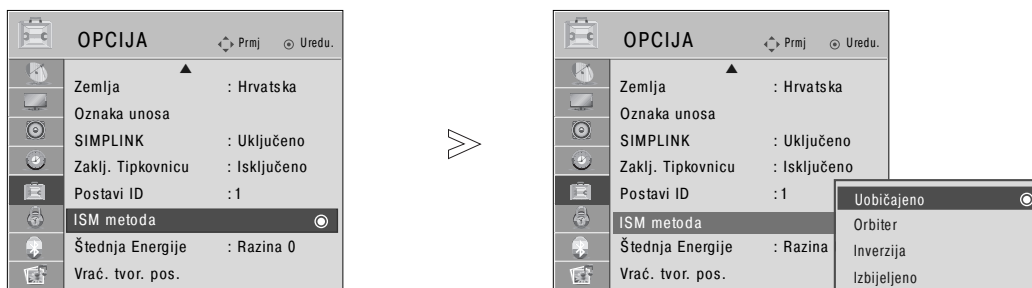 OPCIJA Prmj Uredu.
Zemlja : Hrvatska
Oznaka unosa
SIMPLINK : Uključeno
Zaklj. Tipkovnicu : Isključeno
Postavi ID :1
ISM metoda
Štednja Energije : Razina 0
Vrać. tvor. pos.
OPCIJA Prmj Uredu.
Zemlja : Hrvatska
Oznaka unosa
SIMPLINK : Uključeno
Zaklj. Tipkovnicu : Isključeno
Postavi ID :1
ISM metoda
Štednja Energije : Razina
Vrać. tvor. pos.
Uobičajeno
Orbiter
Inverzija
Izbijeljeno